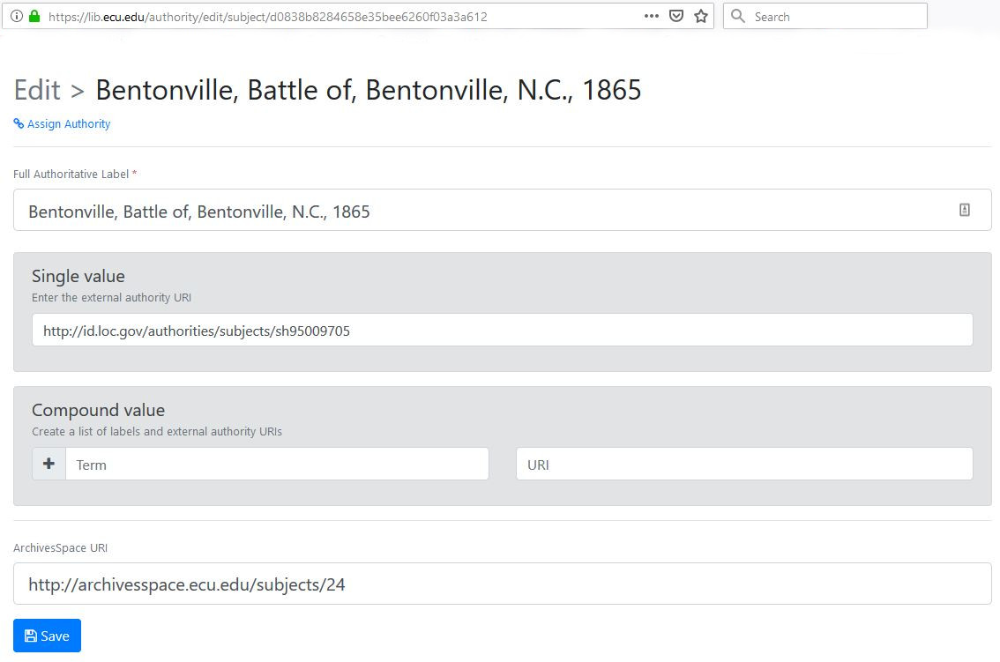 https://lib.ecu.edu/authority/edit/subject/d0838b8284658e35bee6260f03a3a612
Search
Edit > Bentonville, Battle of, Bentonville, N.C., 1865
Assign Authority
Full Authoritative Label *
Bentonville, Battle of, Bentonville, N.C., 1865
Single value
Enter the external authority URI
http://id.loc.gov/authorities/subjects/sh95009705
Compound value
Create a list of labels and external authority URIs
Term
URI
ArchivesSpace URI
http://archivesspace.ecu.edu/subjects/24
Save